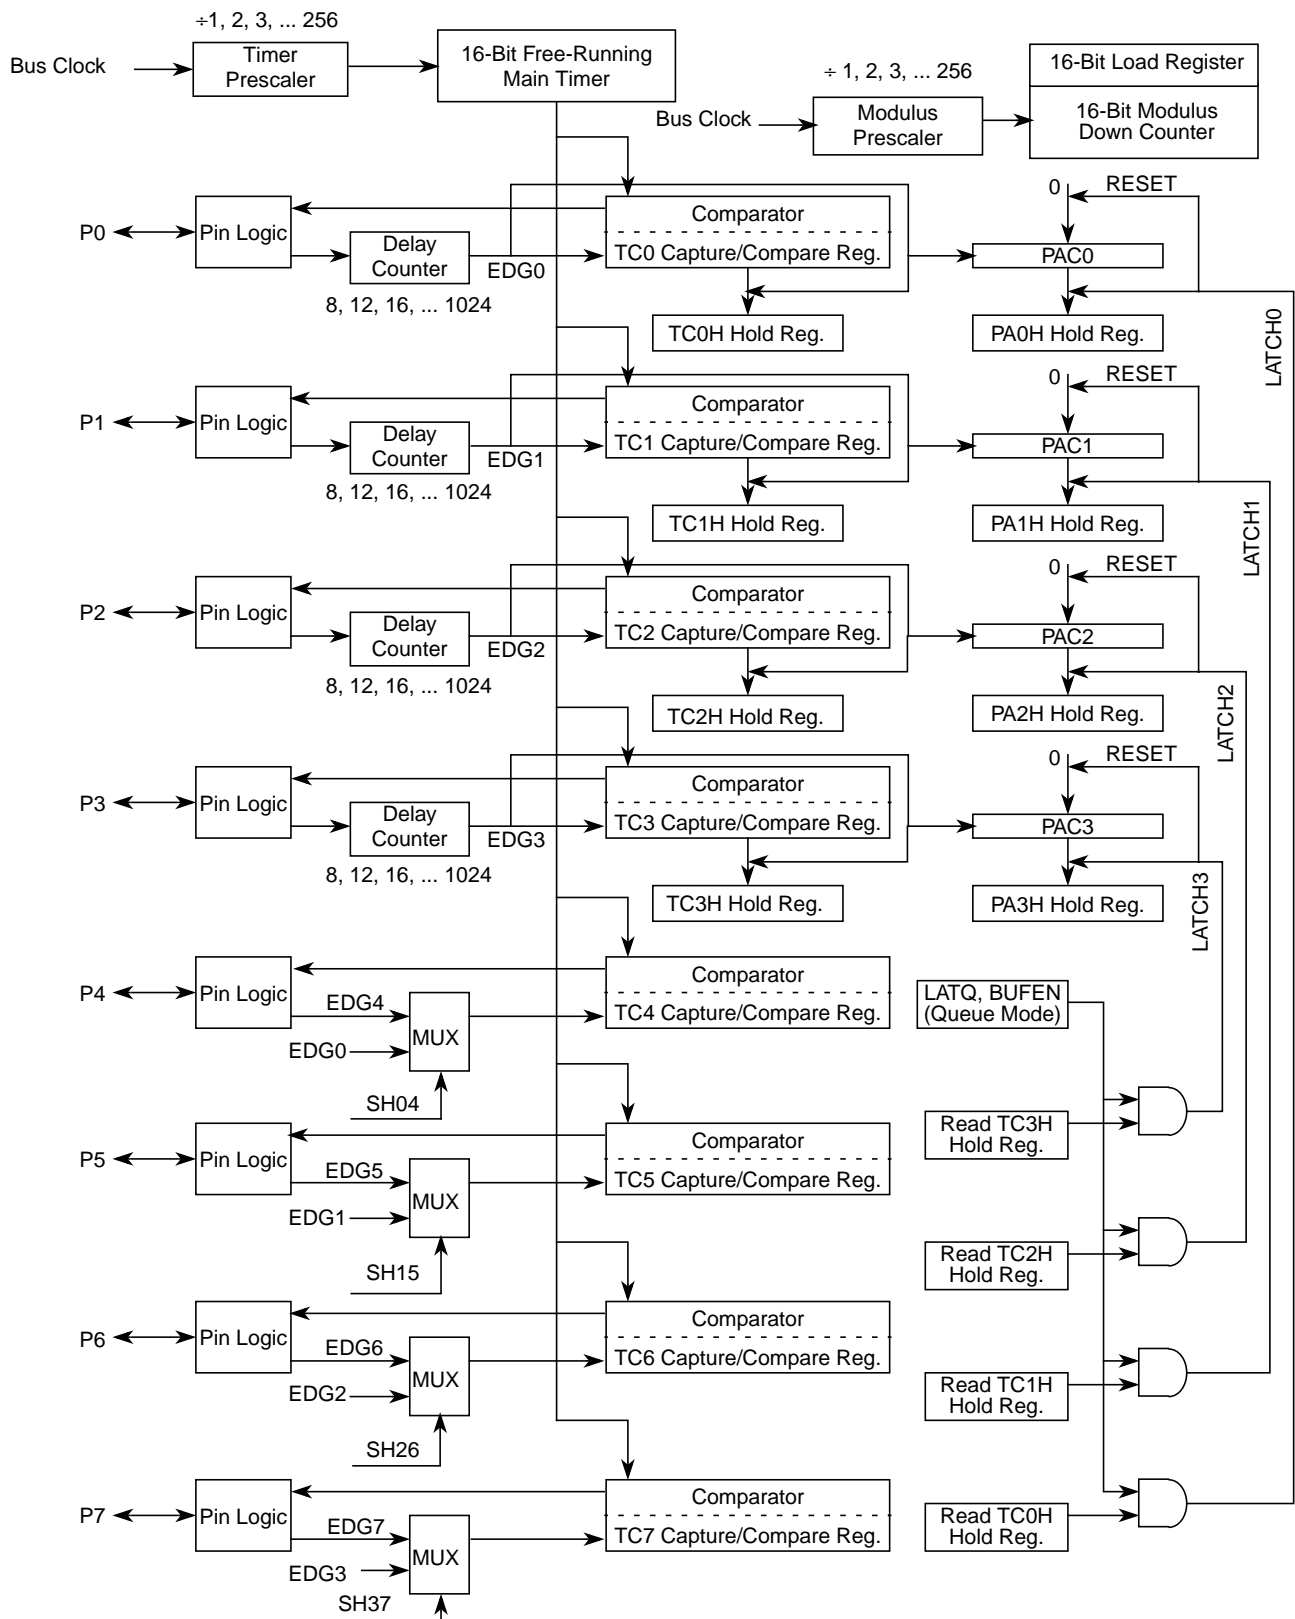 ÷1, 2, 3, ... 256
Bus Clock
Timer
Prescaler
16-Bit Free-Running
Main Timer
÷ 1, 2, 3, ... 256
Bus Clock
Modulus
Prescaler
16-Bit Load Register
16-Bit Modulus
Down Counter
P0
Pin Logic
Delay
Counter
8, 12, 16, ... 1024
EDG0
Comparator
TC0 Capture/Compare Reg.
TC0H Hold Reg.
0
RESET
PAC0
PA0H Hold Reg.
LATCH0
P1
Pin Logic
Delay
Counter
8, 12, 16, ... 1024
EDG1
Comparator
TC1 Capture/Compare Reg.
TC1H Hold Reg.
0
RESET
PAC1
PA1H Hold Reg.
LATCH1
P2
Pin Logic
Delay
Counter
8, 12, 16, ... 1024
EDG2
Comparator
TC2 Capture/Compare Reg.
TC2H Hold Reg.
0
RESET
PAC2
PA2H Hold Reg.
LATCH2
P3
Pin Logic
Delay
Counter
8, 12, 16, ... 1024
EDG3
Comparator
TC3 Capture/Compare Reg.
TC3H Hold Reg.
0
RESET
PAC3
PA3H Hold Reg.
LATCH3
P4
Pin Logic
EDG4
EDG0
MUX
SH04
Comparator
TC4 Capture/Compare Reg.
LATQ, BUFEN
(Queue Mode)
P5
Pin Logic
EDG5
EDG1
MUX
SH15
Comparator
TC5 Capture/Compare Reg.
Read TC3H
Hold Reg.
Read TC2H
Hold Reg.
P6
Pin Logic
EDG6
EDG2
MUX
SH26
Comparator
TC6 Capture/Compare Reg.
Read TC1H
Hold Reg.
P7
Pin Logic
EDG7
EDG3
MUX
SH37
Comparator
TC7 Capture/Compare Reg.
Read TC0H
Hold Reg.